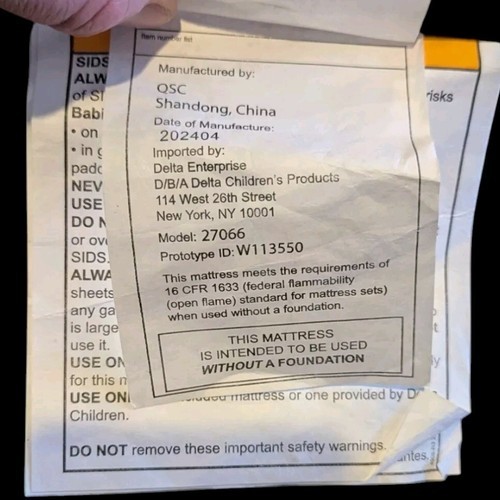 Item number list
Manufactured by:
QSC
Shandong, China
Date of Manufacture:
202404
Imported by:
Delta Enterprise
D/B/A Delta Children's Products
114 West 26th Street
New York, NY 10001
Model: 27066
Prototype ID: W113550
This mattress meets the requirements of
16 CFR 1633 (federal flammability
(open flame) standard for mattress sets)
when used without a foundation.
THIS MATTRESS
IS INTENDED TO BE USED
WITHOUT A FOUNDATION
SIDS
ALW
of SI
risks
Babi
• on
• in
NEV
USE
DO N
or ov
SIDS.
ALWA
sheets
any ga
is large
use it.
USE ON
for this m
USE ONL mattress or one provided by D
Children.
DO NOT remove these important safety warnings.